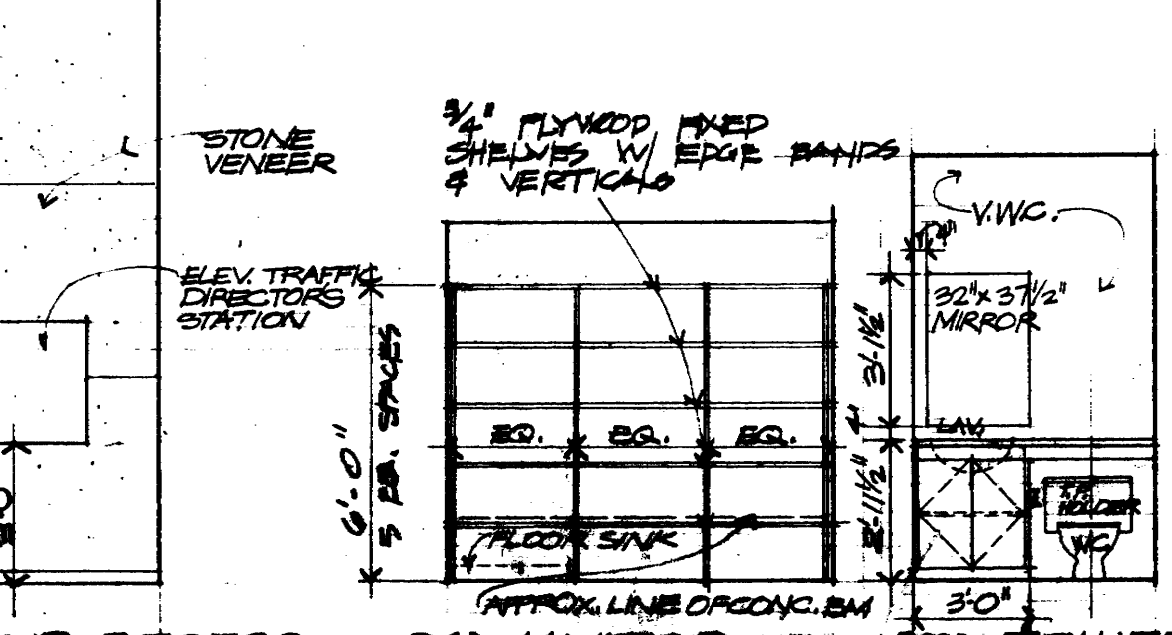 STONE
VENEER
ELEV. TRAFFIC
DIRECTORS
STATION
3/4" PLYWOOD FIXED
SHELVES W/ EDGE BANDS
& VERTICALS
6'-0"
5 EQ. SPACES
EQ. EQ. EQ.
FLOOR SINK
APPROX. LINE OF CONC. BM
V.W.C.
4"
32" x 37 1/2"
MIRROR
3'-1 1/2"
4"
2'-11 1/2"
LAV.
T.P.
HOLDER
WC
3'-0"